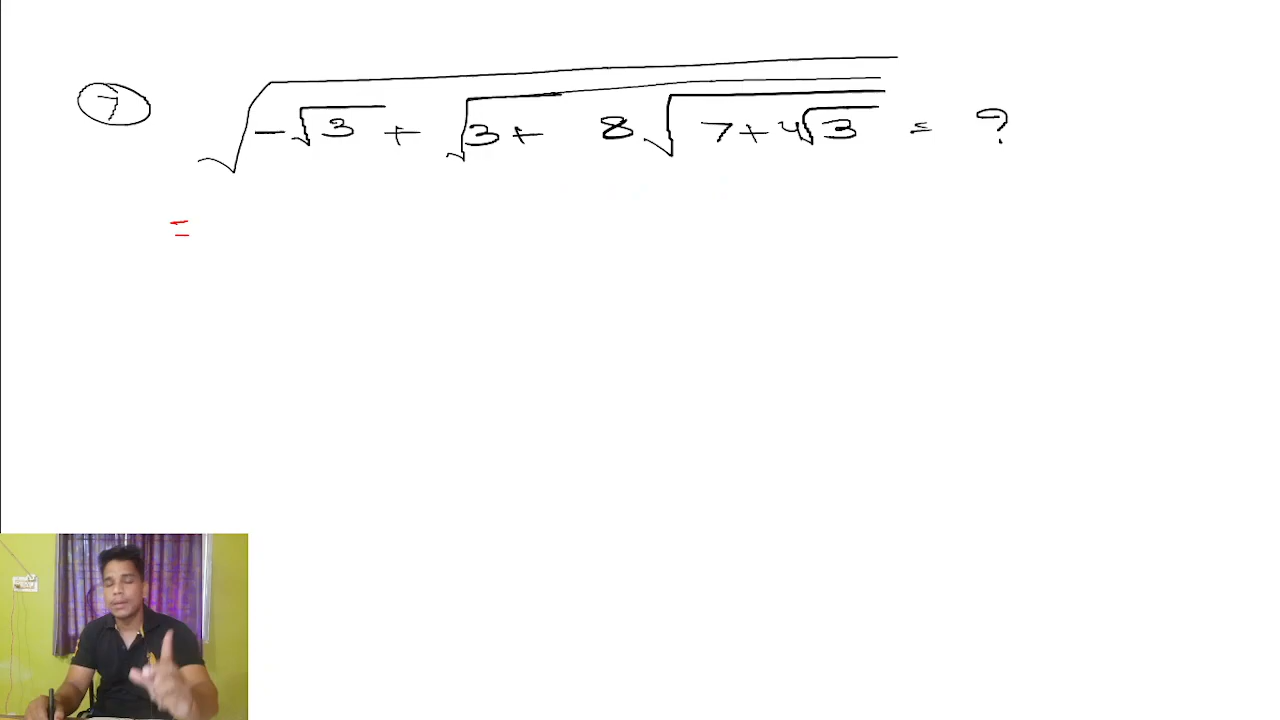 7 √(-√3 + √(3 + 8√(7 + 4√3))) = ?
=